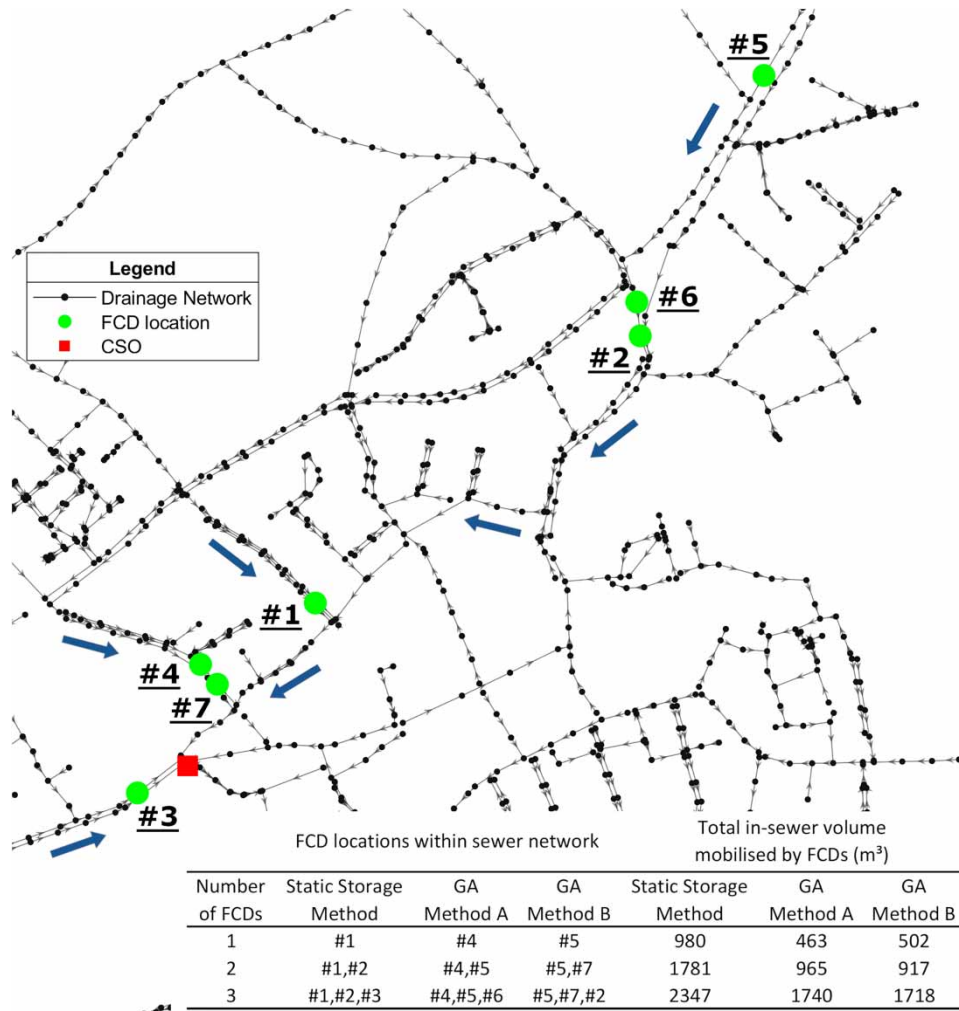 #5
Legend
Drainage Network
FCD location
CSO
#6
#2
#1
#4
#7
#3
FCD locations within sewer network Total in-sewer volume
mobilised by FCDs (m³)
Number Static Storage GA GA Static Storage GA GA
of FCDs Method Method A Method B Method Method A Method B
1 #1 #4 #5 980 463 502
2 #1,#2 #4,#5 #5,#7 1781 965 917
3 #1,#2,#3 #4,#5,#6 #5,#7,#2 2347 1740 1718